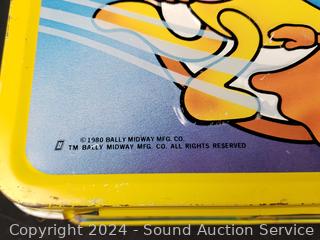 ©1980 BALLY MIDWAY MFG. CO.
TM BALLY MIDWAY MFG. CO. ALL RIGHTS RESERVED
Copyright 2024 - Sound Auction Service